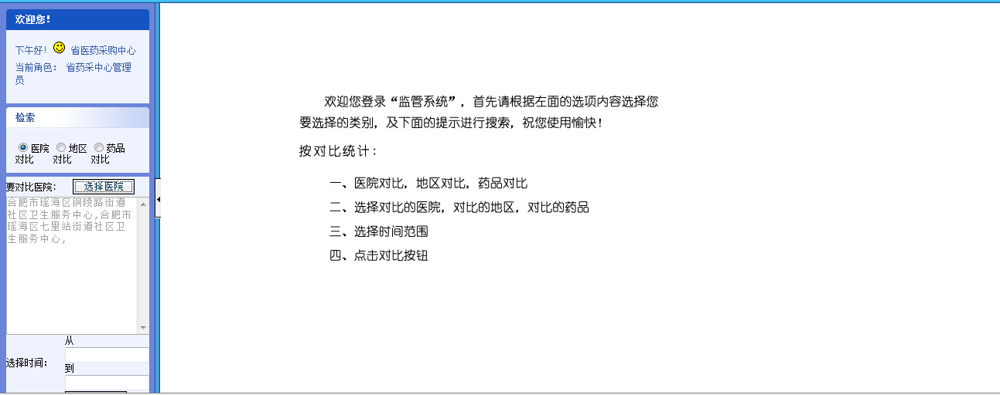 欢迎您!
下午好! 省医药采购中心
当前角色: 省药采中心管理
员
检索
医院 地区 药品
对比 对比 对比
要对比医院: 选择医院
合肥市瑶海区铜陵路街道
社区卫生服务中心,合肥市
瑶海区七里站街道社区卫
生服务中心,
从
选择时间:
到
欢迎您登录“监管系统”，首先请根据左面的选项内容选择您
要选择的类别，及下面的提示进行搜索，祝您使用愉快!
按对比统计:
一、医院对比，地区对比，药品对比
二、选择对比的医院，对比的地区，对比的药品
三、选择时间范围
四、点击对比按钮